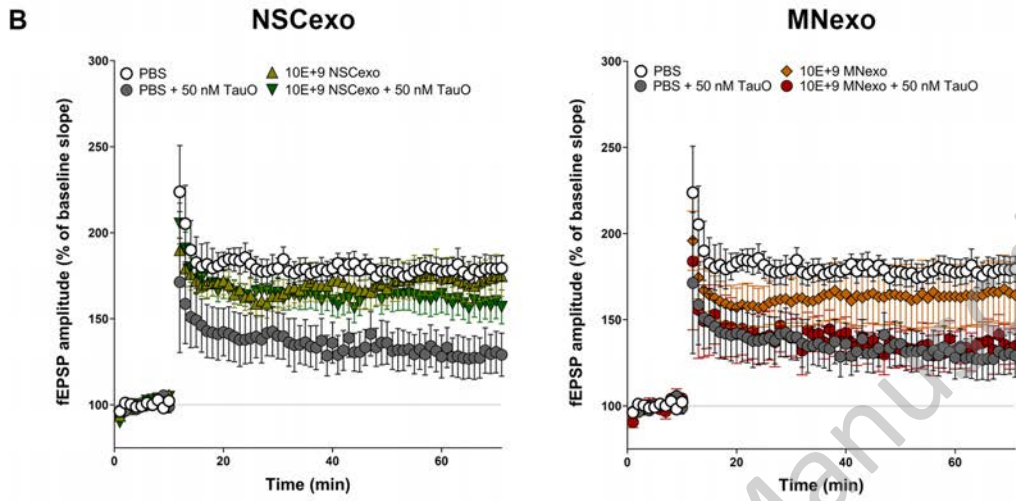 B
NSCexo
MNexo
fEPSP amplitude (% of baseline slope)
300
250
200
150
100
PBS
10E+9 NSCexo
PBS + 50 nM TauO
10E+9 NSCexo + 50 nM TauO
0
20
40
60
Time (min)
fEPSP amplitude (% of baseline slope)
300
250
200
150
100
PBS
10E+9 MNexo
PBS + 50 nM TauO
10E+9 MNexo + 50 nM TauO
0
20
40
60
Time (min)